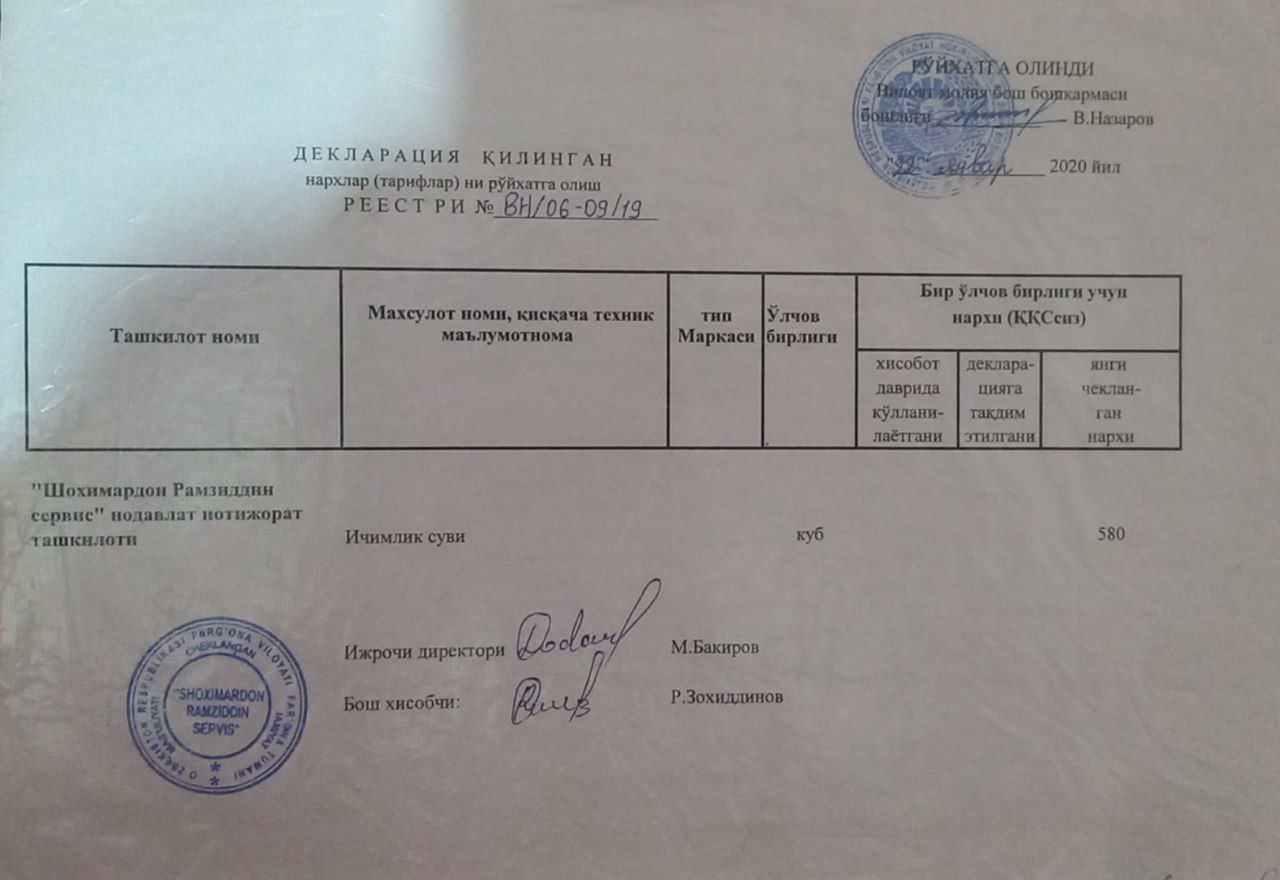 РЎЙХАТГА ОЛИНДИ
Вилоят молия бош бошкармаси
бошлиғи В.Назаров
"22" январ 2020 йил
ДЕКЛАРАЦИЯ ҚИЛИНГАН
нархлар (тарифлар) ни рўйхатга олиш
РЕЕСТ РИ № ВН/06-09/19
Ташкилот номи
Махсулот номи, қисқача техник
маълумотнома
тип
Маркаси
Ўлчов
бирлиги
Бир ўлчов бирлиги учун
нархи (ҚҚСсиз)
хисобот
даврида
қўллани-
лаётгани
деклара-
цияга
тақдим
этилгани
янги
чеклан-
ган
нархи
"Шохимардон Рамзиддин
сервис" нодавлат нотижорат
ташкилоти
Ичимлик суви
куб
580
Ижрочи директори М.Бакиров
Бош хисобчи: Р.Зохиддинов
O'ZBEKISTON RESPUBLIKASI FARG'ONA VILOYATI FARG'ONA TUMANI
CHEKLANGAN
JAMIYAT
"SHOXIMARDON
RAMZIDDIN
SERVIS"